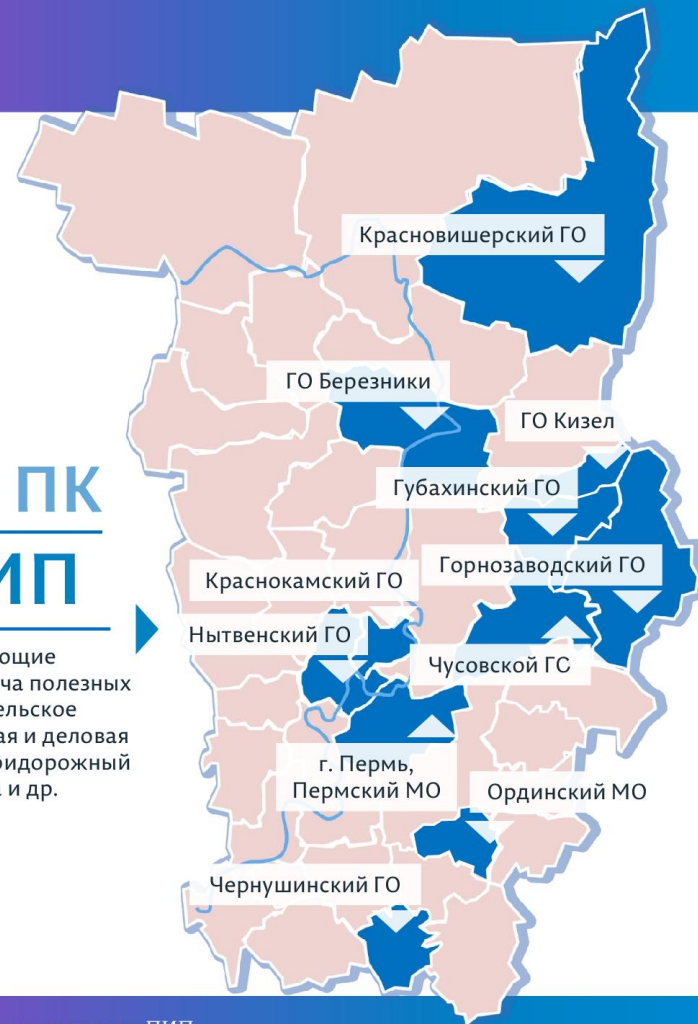 Красновишерский ГО
ГО Березники
ГО Кизел
ПК
Губахинский ГО
Горнозаводский ГО
ИП
Краснокамский ГО
Нытвенский ГО
ющие
Чусовской ГС
ча полезных
ельское
ая и деловая
ридорожный
и др.
г. Пермь,
Пермский МО
Ординский МО
Чернушинский ГО